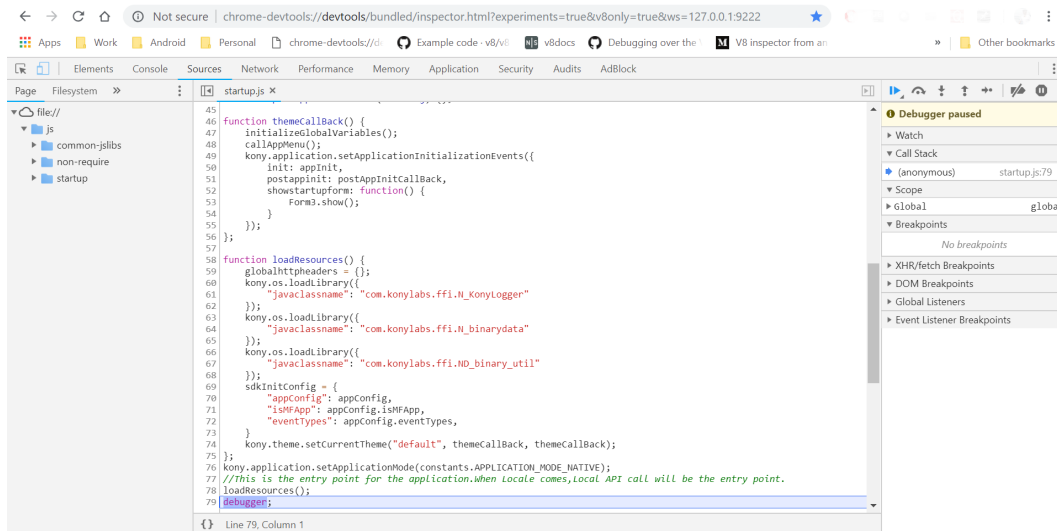 Not secure | chrome-devtools://devtools/bundled/inspector.html?experiments=true&v8only=true&ws=127.0.0.1:9222
Apps Work Android Personal chrome-devtools://de Example code · v8/v8 N|S v8docs Debugging over the M V8 inspector from an » Other bookmarks
Elements Console Sources Network Performance Memory Application Security Audits AdBlock
Page Filesystem » startup.js ×
file://
js
common-jslibs
non-require
startup
45
46 function themeCallBack() {
47 initializeGlobalVariables();
48 callAppMenu();
49 kony.application.setApplicationInitializationEvents({
50 init: appInit,
51 postappinit: postAppInitCallBack,
52 showstartupform: function() {
53 Form3.show();
54 }
55 });
56 };
57
58 function loadResources() {
59 globalhttpheaders = {};
60 kony.os.loadLibrary({
61 "javaclassname": "com.konylabs.ffi.N_KonyLogger"
62 });
63 kony.os.loadLibrary({
64 "javaclassname": "com.konylabs.ffi.N_binarydata"
65 });
66 kony.os.loadLibrary({
67 "javaclassname": "com.konylabs.ffi.ND_binary_util"
68 });
69 sdkInitConfig = {
70 "appConfig": appConfig,
71 "isMFApp": appConfig.isMFApp,
72 "eventTypes": appConfig.eventTypes,
73 }
74 kony.theme.setCurrentTheme("default", themeCallBack, themeCallBack);
75 };
76 kony.application.setApplicationMode(constants.APPLICATION_MODE_NATIVE);
77 //This is the entry point for the application.When Locale comes,Local API call will be the entry point.
78 loadResources();
79 debugger;
{} Line 79, Column 1
Debugger paused
Watch
Call Stack
(anonymous) startup.js:79
Scope
Global globa
Breakpoints
No breakpoints
XHR/fetch Breakpoints
DOM Breakpoints
Global Listeners
Event Listener Breakpoints